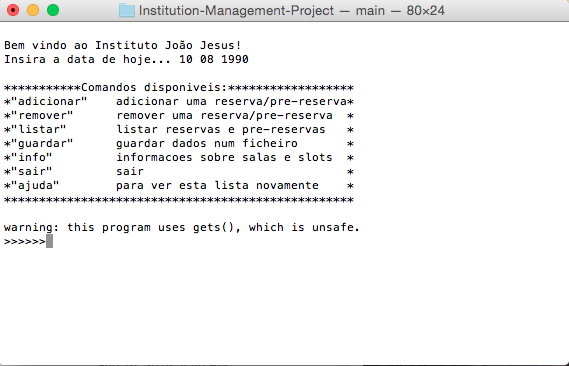 Institution-Management-Project — main — 80×24
Bem vindo ao Instituto João Jesus!
Insira a data de hoje... 10 08 1990
***********Comandos disponiveis:******************
*"adicionar"    adicionar uma reserva/pre-reserva*
*"remover"      remover uma reserva/pre-reserva  *
*"listar"       listar reservas e pre-reservas   *
*"guardar"      guardar dados num ficheiro       *
*"info"         informacoes sobre salas e slots  *
*"sair"         sair                             *
*"ajuda"        para ver esta lista novamente    *
**************************************************
warning: this program uses gets(), which is unsafe.
>>>>>>